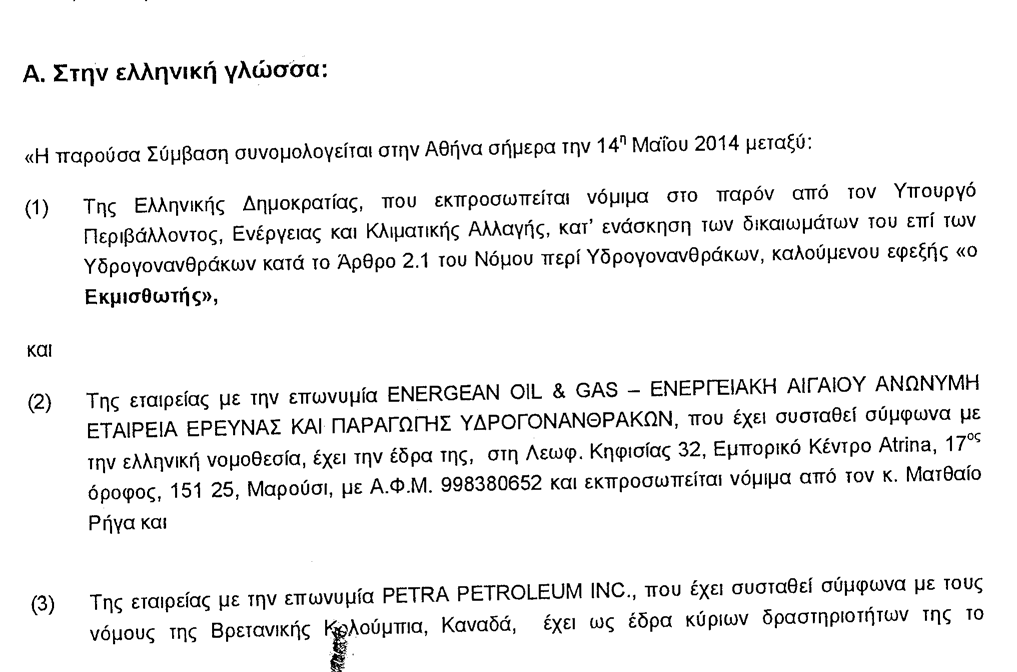 Α. Στην ελληνική γλώσσα:
«Η παρούσα Σύμβαση συνομολογείται στην Αθήνα σήμερα την 14η Μαΐου 2014 μεταξύ:
(1) Της Ελληνικής Δημοκρατίας, που εκπροσωπείται νόμιμα στο παρόν από τον Υπουργό
Περιβάλλοντος, Ενέργειας και Κλιματικής Αλλαγής, κατ’ ενάσκηση των δικαιωμάτων του επί των
Υδρογονανθράκων κατά το Άρθρο 2.1 του Νόμου περί Υδρογονανθράκων, καλούμενου εφεξής «ο
Εκμισθωτής»,
και
(2) Της εταιρείας με την επωνυμία ENERGEAN OIL & GAS – ΕΝΕΡΓΕΙΑΚΗ ΑΙΓΑΙΟΥ ΑΝΩΝΥΜΗ
ΕΤΑΙΡΕΙΑ ΕΡΕΥΝΑΣ ΚΑΙ ΠΑΡΑΓΩΓΗΣ ΥΔΡΟΓΟΝΑΝΘΡΑΚΩΝ, που έχει συσταθεί σύμφωνα με
την ελληνική νομοθεσία, έχει την έδρα της, στη Λεωφ. Κηφισίας 32, Εμπορικό Κέντρο Atrina, 17ος
όροφος, 151 25, Μαρούσι, με Α.Φ.Μ. 998380652 και εκπροσωπείται νόμιμα από τον κ. Ματθαίο
Ρήγα και
(3) Της εταιρείας με την επωνυμία PETRA PETROLEUM INC., που έχει συσταθεί σύμφωνα με τους
νόμους της Βρετανικής Κολούμπια, Καναδά, έχει ως έδρα κύριων δραστηριοτήτων της το